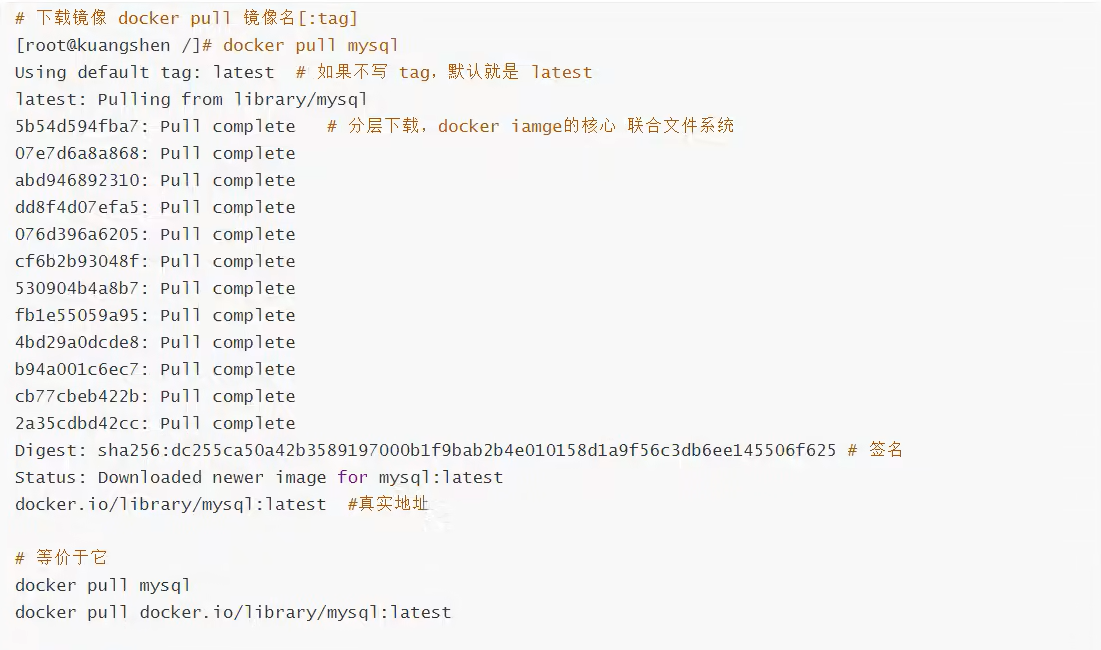 # 下载镜像 docker pull 镜像名[:tag]
[root@kuangshen /]# docker pull mysql
Using default tag: latest  # 如果不写 tag，默认就是 latest
latest: Pulling from library/mysql
5b54d594fba7: Pull complete   # 分层下载，docker iamge的核心 联合文件系统
07e7d6a8a868: Pull complete
abd946892310: Pull complete
dd8f4d07efa5: Pull complete
076d396a6205: Pull complete
cf6b2b93048f: Pull complete
530904b4a8b7: Pull complete
fb1e55059a95: Pull complete
4bd29a0dcde8: Pull complete
b94a001c6ec7: Pull complete
cb77cbeb422b: Pull complete
2a35cdbd42cc: Pull complete
Digest: sha256:dc255ca50a42b3589197000b1f9bab2b4e010158d1a9f56c3db6ee145506f625 # 签名
Status: Downloaded newer image for mysql:latest
docker.io/library/mysql:latest  #真实地址
# 等价于它
docker pull mysql
docker pull docker.io/library/mysql:latest